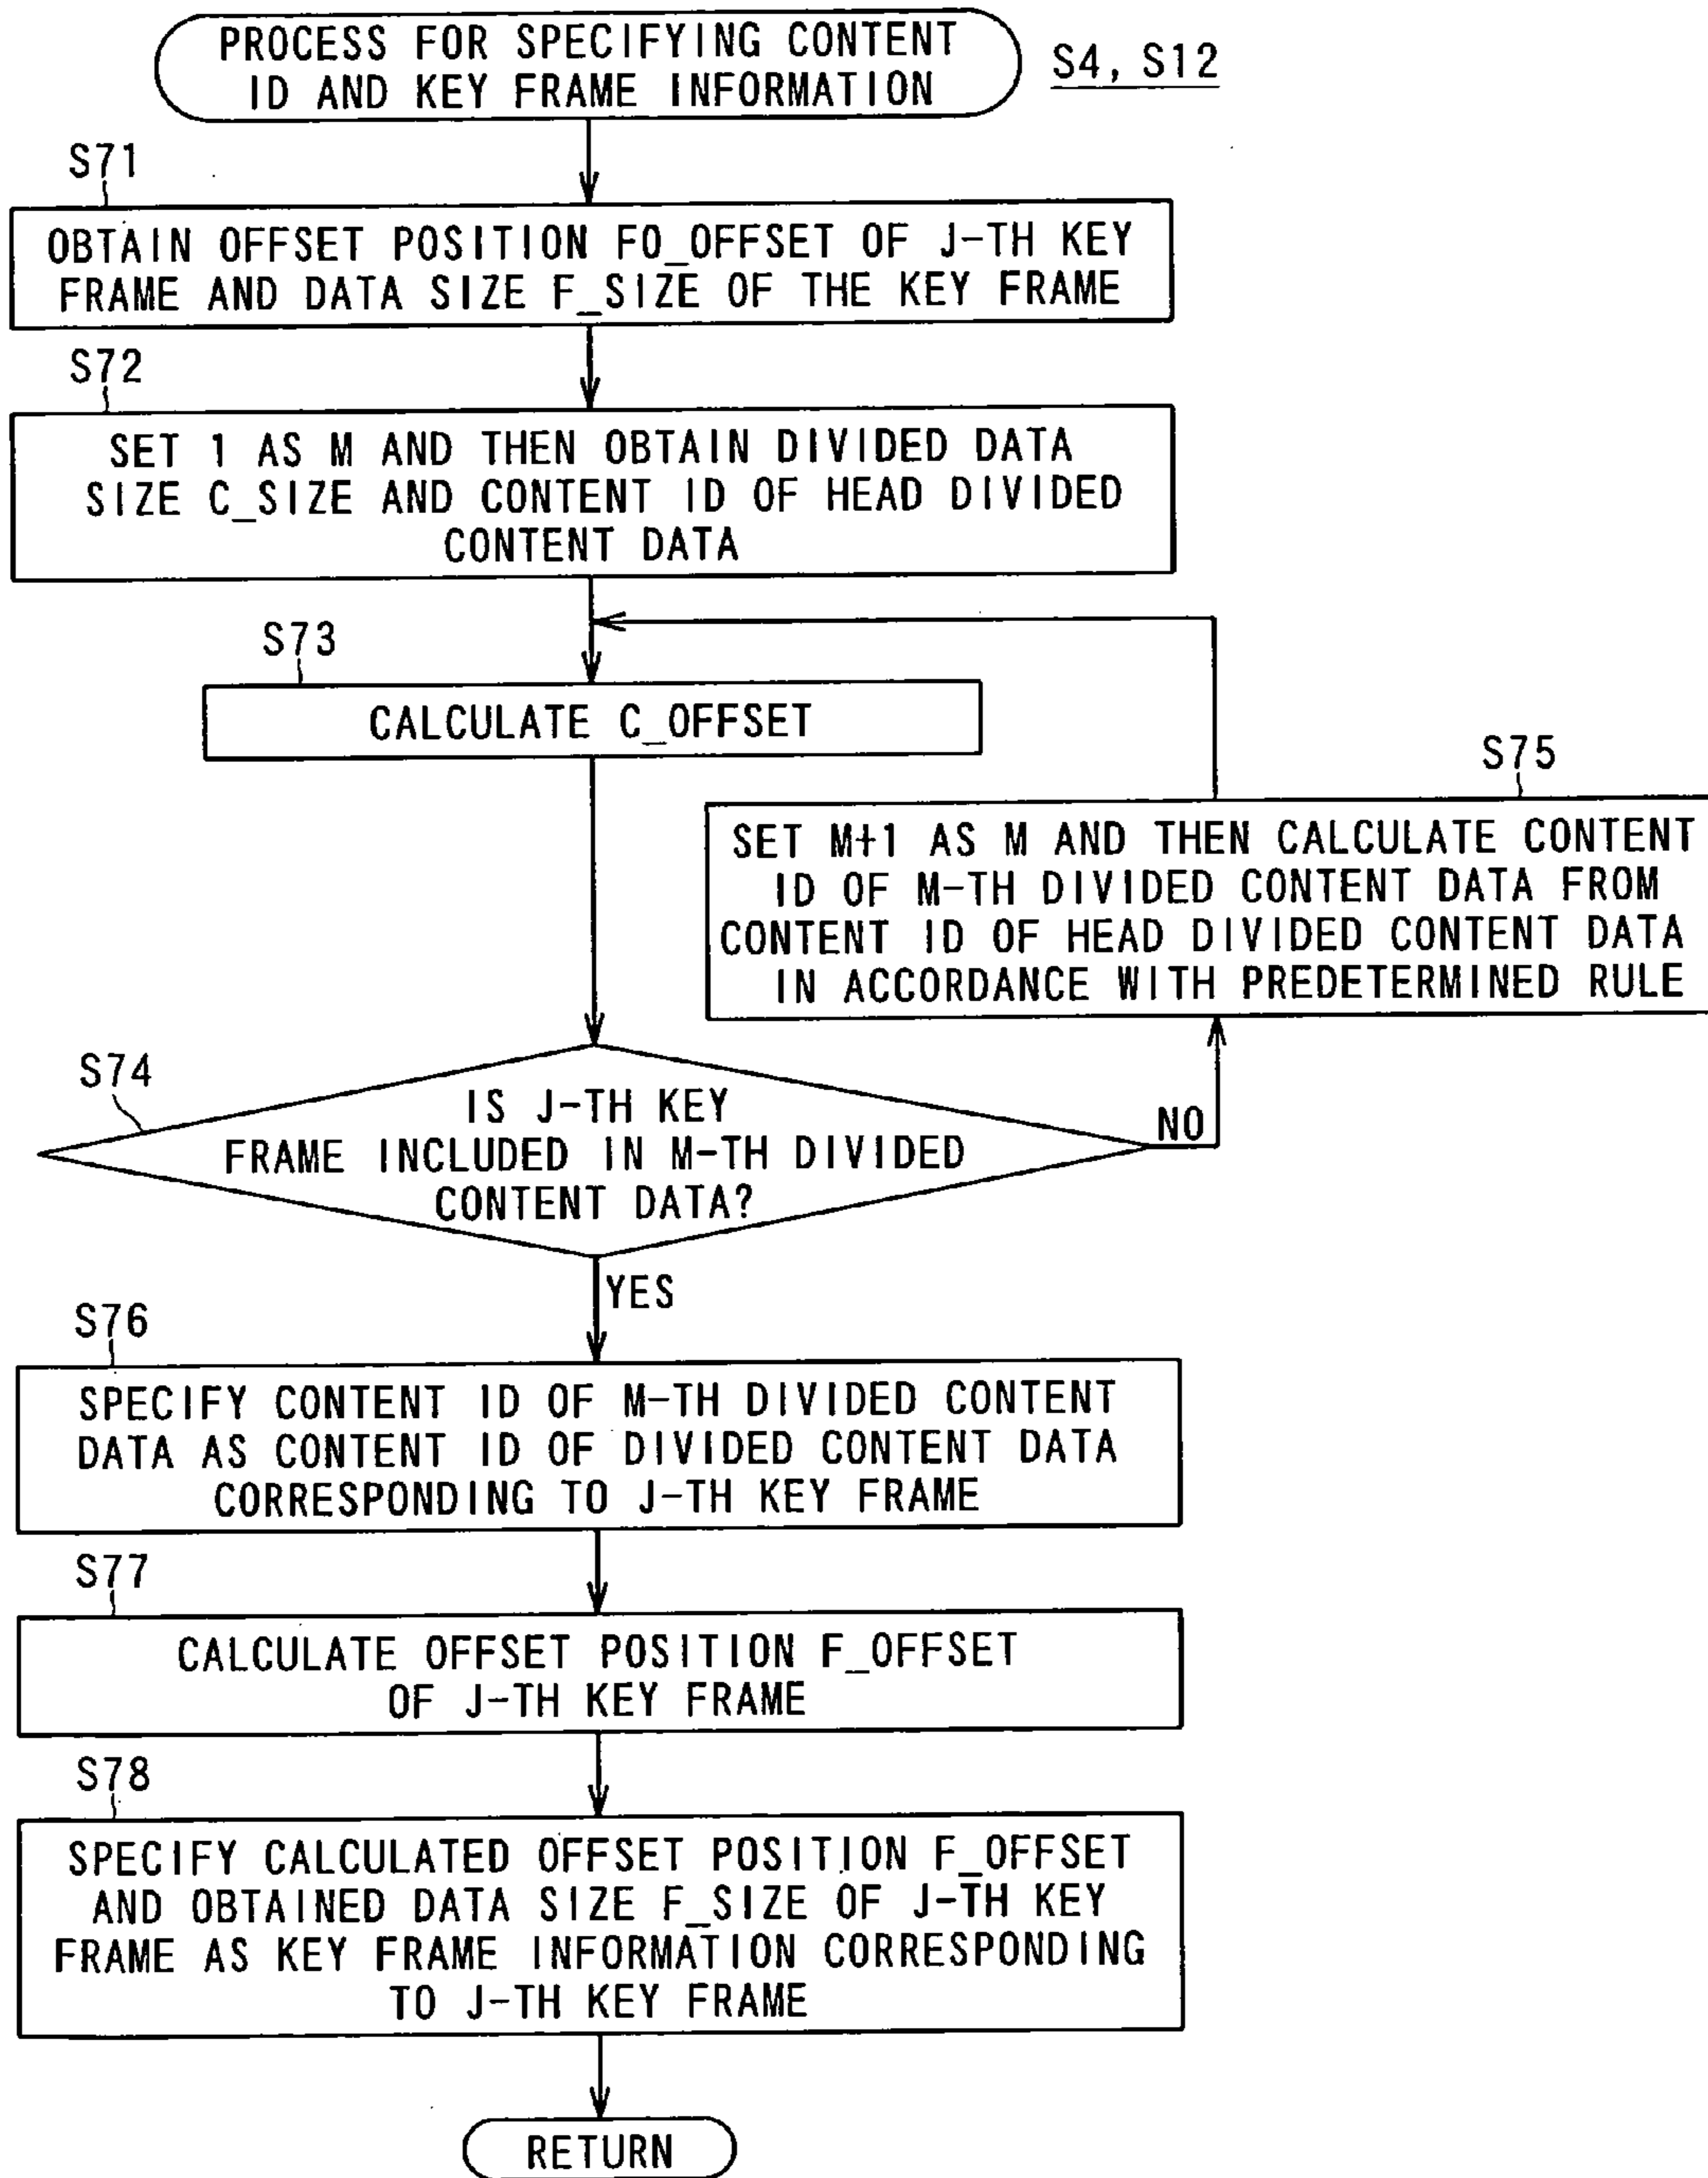 PROCESS FOR SPECIFYING CONTENT
ID AND KEY FRAME INFORMATION
S4, S12
S71
OBTAIN OFFSET POSITION FO_OFFSET OF J-TH KEY
FRAME AND DATA SIZE F_SIZE OF THE KEY FRAME
S72
SET 1 AS M AND THEN OBTAIN DIVIDED DATA
SIZE C_SIZE AND CONTENT ID OF HEAD DIVIDED
CONTENT DATA
S73
CALCULATE C_OFFSET
S75
SET M+1 AS M AND THEN CALCULATE CONTENT
ID OF M-TH DIVIDED CONTENT DATA FROM
CONTENT ID OF HEAD DIVIDED CONTENT DATA
IN ACCORDANCE WITH PREDETERMINED RULE
S74
IS J-TH KEY
FRAME INCLUDED IN M-TH DIVIDED
CONTENT DATA?
NO
YES
S76
SPECIFY CONTENT ID OF M-TH DIVIDED CONTENT
DATA AS CONTENT ID OF DIVIDED CONTENT DATA
CORRESPONDING TO J-TH KEY FRAME
S77
CALCULATE OFFSET POSITION F_OFFSET
OF J-TH KEY FRAME
S78
SPECIFY CALCULATED OFFSET POSITION F_OFFSET
AND OBTAINED DATA SIZE F_SIZE OF J-TH KEY
FRAME AS KEY FRAME INFORMATION CORRESPONDING
TO J-TH KEY FRAME
RETURN